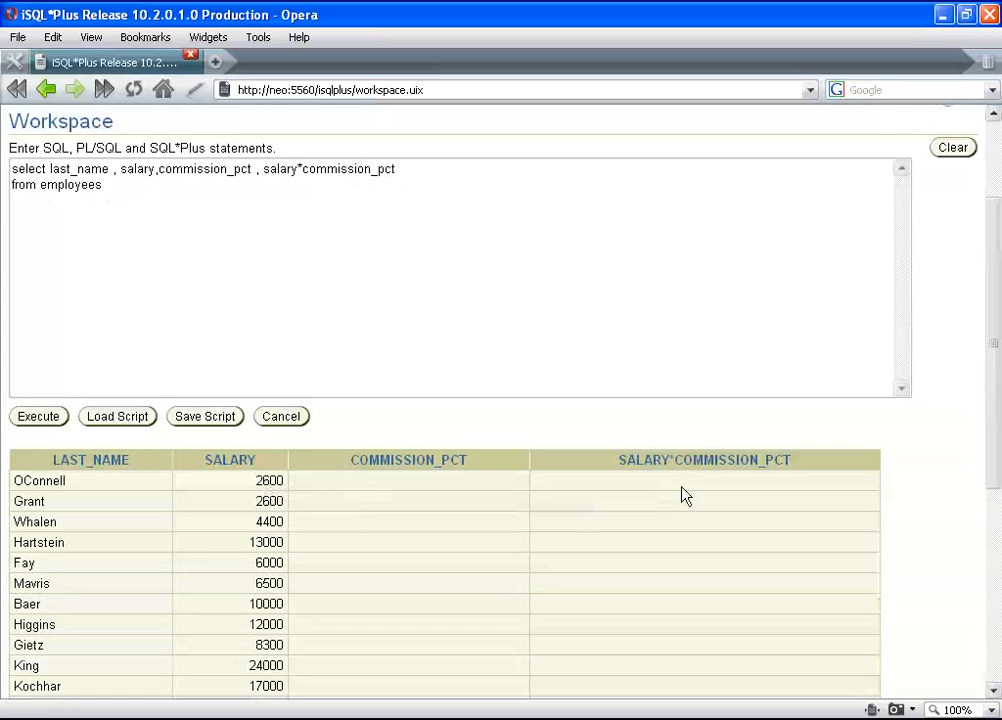 iSQL*Plus Release 10.2.0.1.0 Production - Opera
File Edit View Bookmarks Widgets Tools Help
iSQL*Plus Release 10.2....
http://neo:5560/isqlplus/workspace.uix Google
Workspace
Enter SQL, PL/SQL and SQL*Plus statements.
Clear
select last_name , salary,commission_pct , salary*commission_pct
from employees
Execute Load Script Save Script Cancel
LAST_NAME SALARY COMMISSION_PCT SALARY*COMMISSION_PCT
OConnell 2600
Grant 2600
Whalen 4400
Hartstein 13000
Fay 6000
Mavris 6500
Baer 10000
Higgins 12000
Gietz 8300
King 24000
Kochhar 17000
100%